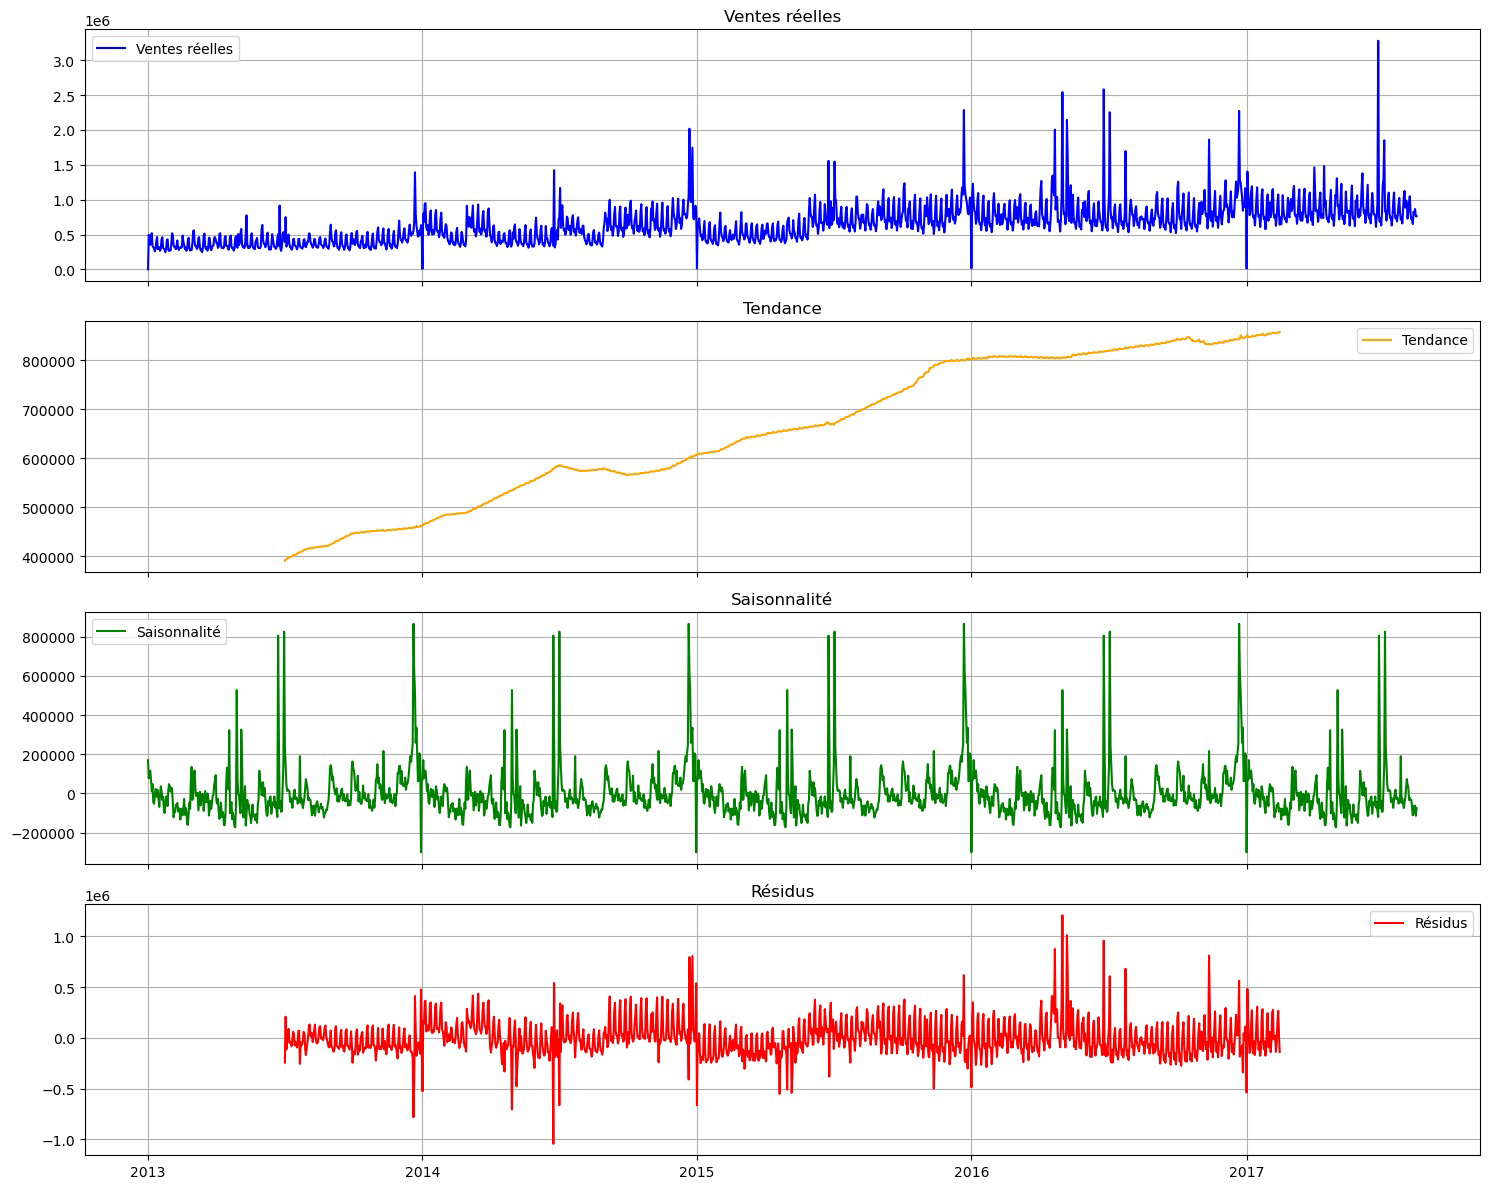 Ventes réelles
1e6
Ventes réelles
3.0
2.5
2.0
1.5
1.0
0.5
0.0
Tendance
Tendance
800000
700000
600000
500000
400000
Saisonnalité
Saisonnalité
800000
600000
400000
200000
0
−200000
Résidus
1e6
Résidus
1.0
0.5
0.0
−0.5
−1.0
2013 2014 2015 2016 2017